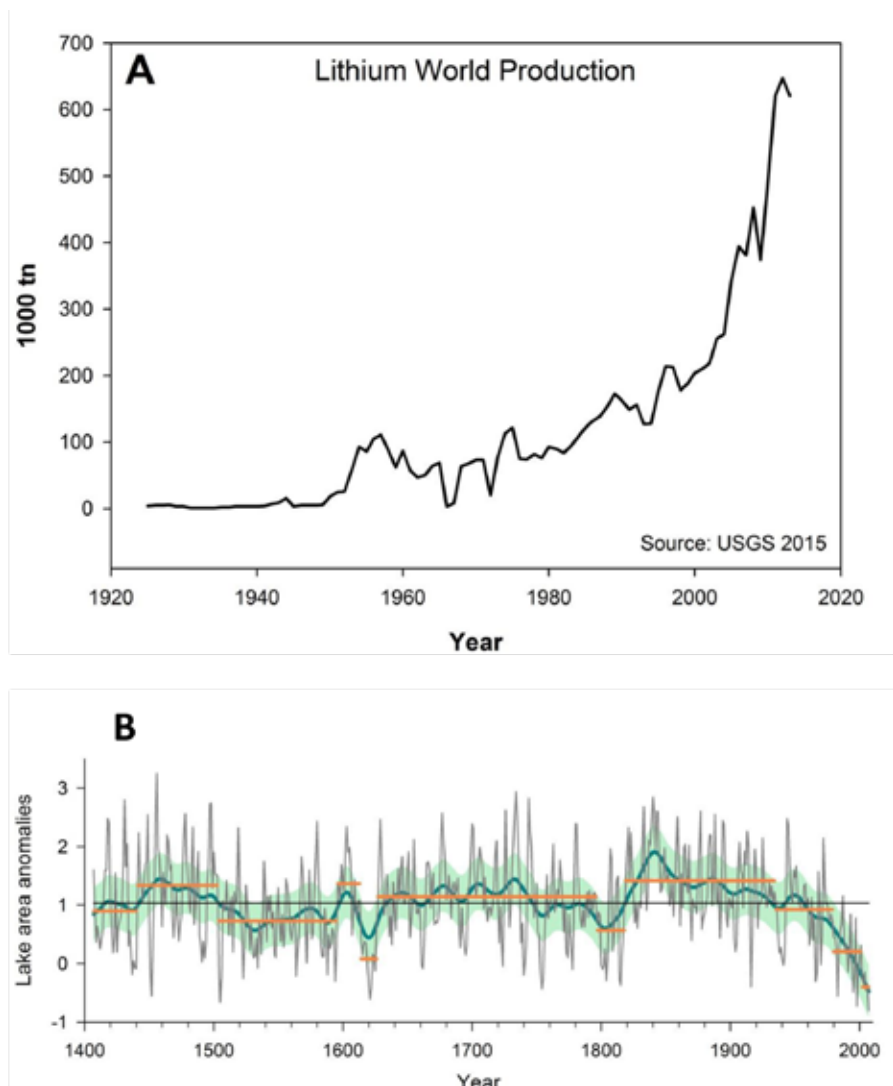 A
Lithium World Production
700
600
500
400
300
200
100
0
1000 tn
Source: USGS 2015
1920 1940 1960 1980 2000 2020
Year
B
Lake area anomalies
3
2
1
0
-1
1400 1500 1600 1700 1800 1900 2000
Year